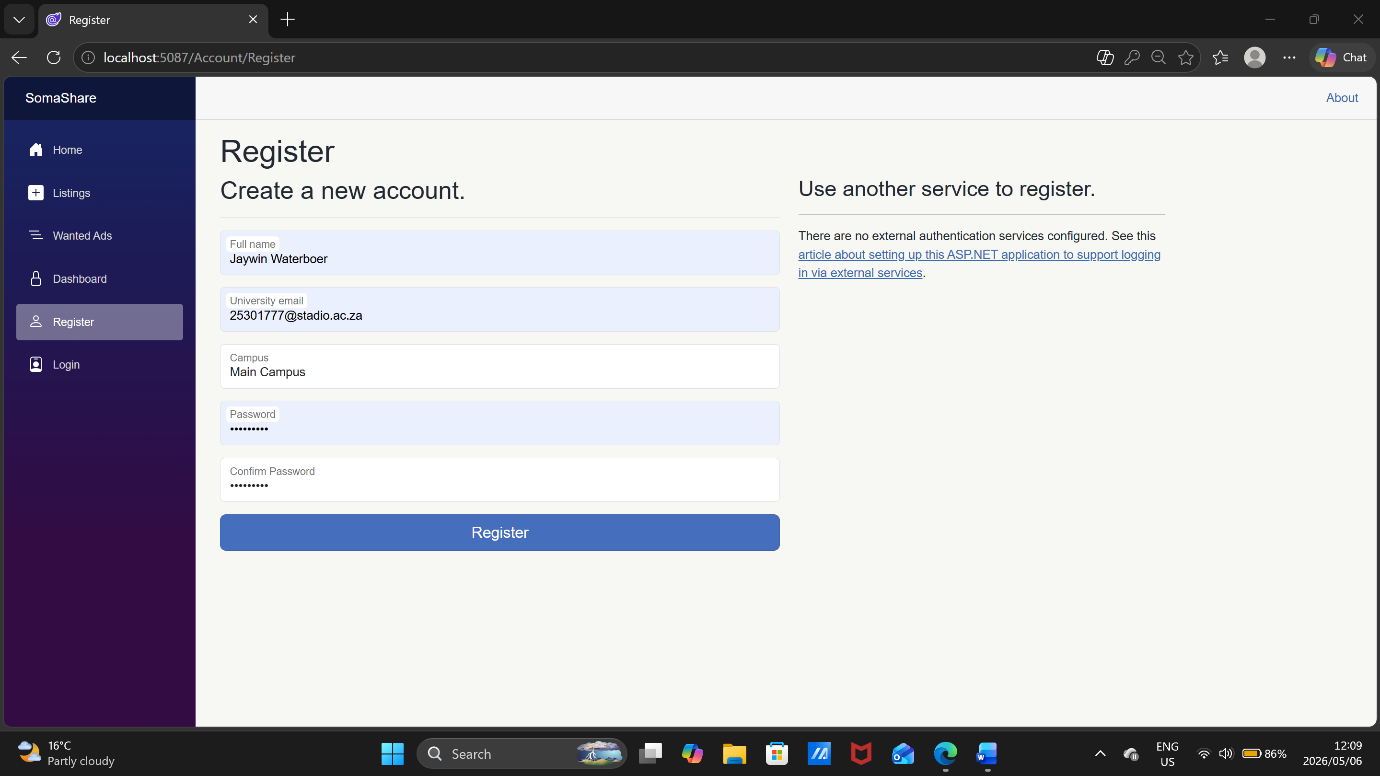 Register
localhost:5087/Account/Register
Chat
SomaShare
About
Home
Listings
Wanted Ads
Dashboard
Register
Login
Register
Create a new account.
Full name
Jaywin Waterboer
University email
25301777@stadio.ac.za
Campus
Main Campus
Password
•••••••••
Confirm Password
•••••••••
Register
Use another service to register.
There are no external authentication services configured. See this
article about setting up this ASP.NET application to support logging
in via external services.
16°C
Partly cloudy
Search
ENG
US
86%
12:09
2026/05/06